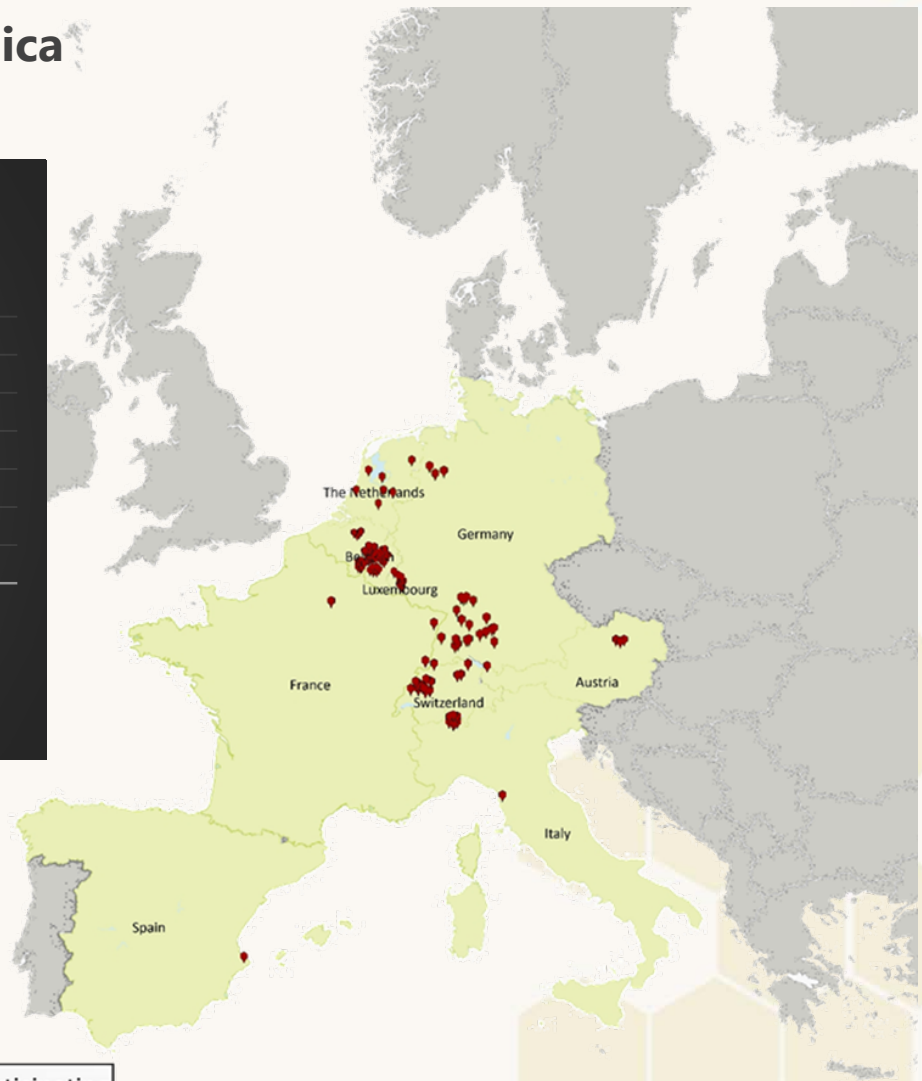 ica
The Netherlands
Germany
Luxembourg
France
Austria
Switzerland
Italy
Spain